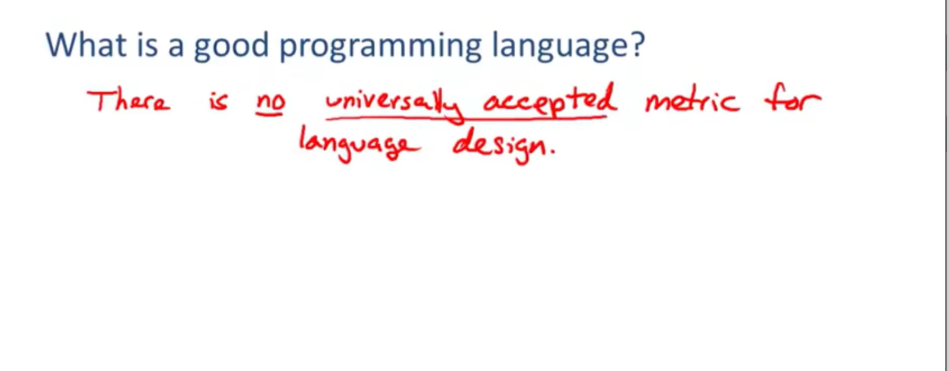 What is a good programming language?
There is no universally accepted metric for
language design.